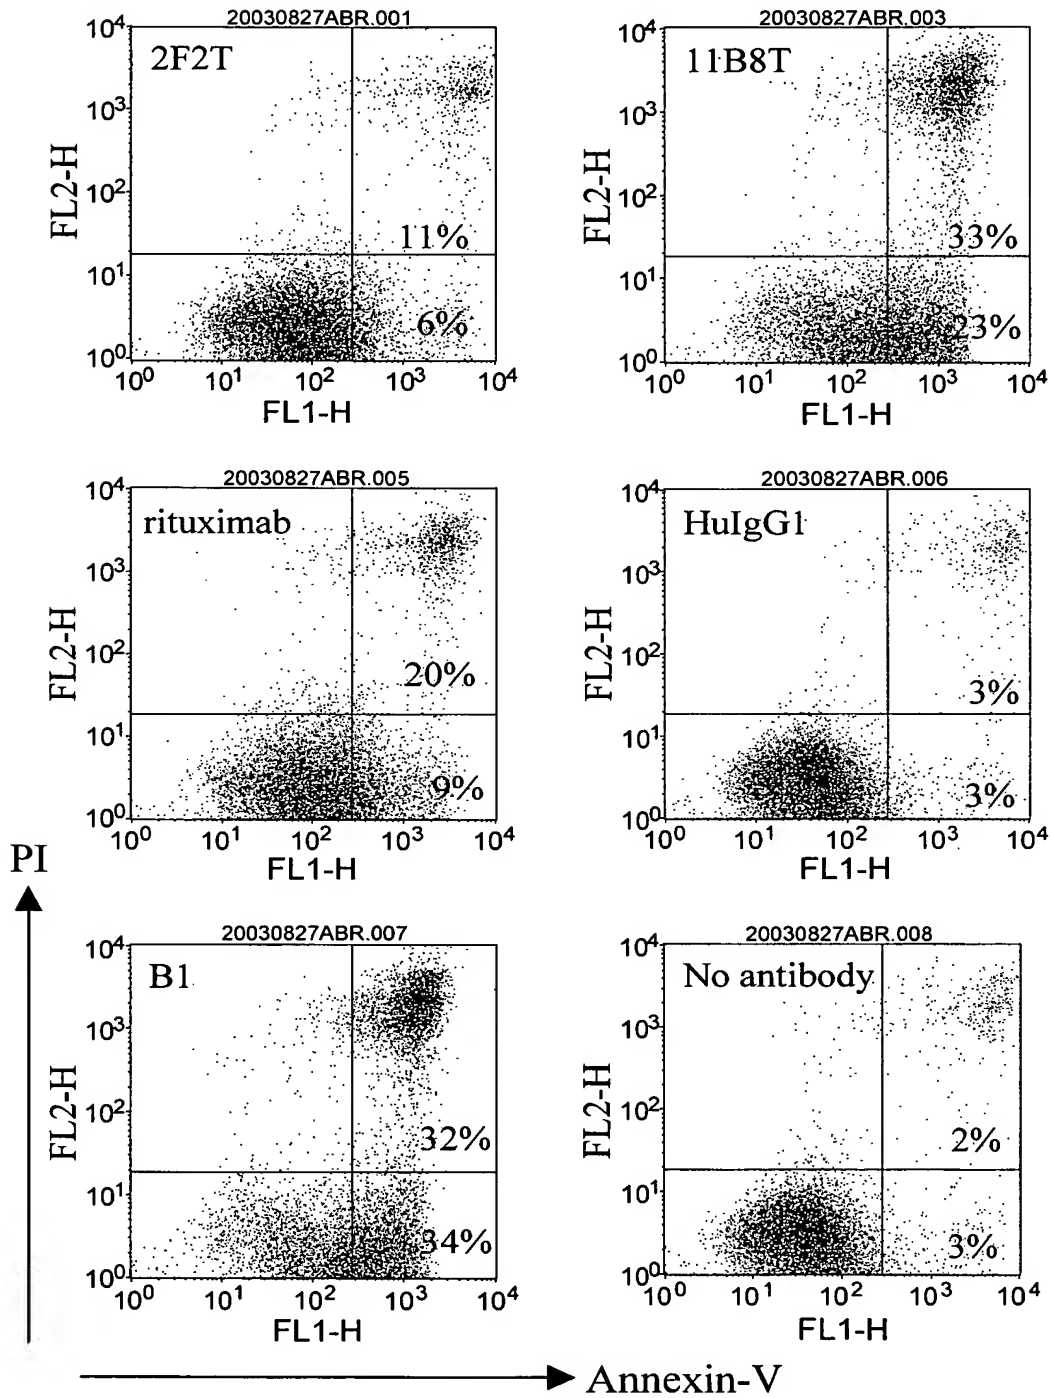 20030827ABR.001
2F2T
10⁴
10³
10²
10¹
10⁰
FL2-H
11%
6%
10⁰ 10¹ 10² 10³ 10⁴
FL1-H
20030827ABR.003
11B8T
10⁴
10³
10²
10¹
10⁰
FL2-H
33%
23%
10⁰ 10¹ 10² 10³ 10⁴
FL1-H
20030827ABR.005
rituximab
10⁴
10³
10²
10¹
10⁰
FL2-H
20%
9%
10⁰ 10¹ 10² 10³ 10⁴
FL1-H
20030827ABR.006
HuIgG1
10⁴
10³
10²
10¹
10⁰
FL2-H
3%
3%
10⁰ 10¹ 10² 10³ 10⁴
FL1-H
PI
20030827ABR.007
B1
10⁴
10³
10²
10¹
10⁰
FL2-H
32%
34%
10⁰ 10¹ 10² 10³ 10⁴
FL1-H
20030827ABR.008
No antibody
10⁴
10³
10²
10¹
10⁰
FL2-H
2%
3%
10⁰ 10¹ 10² 10³ 10⁴
FL1-H
Annexin-V